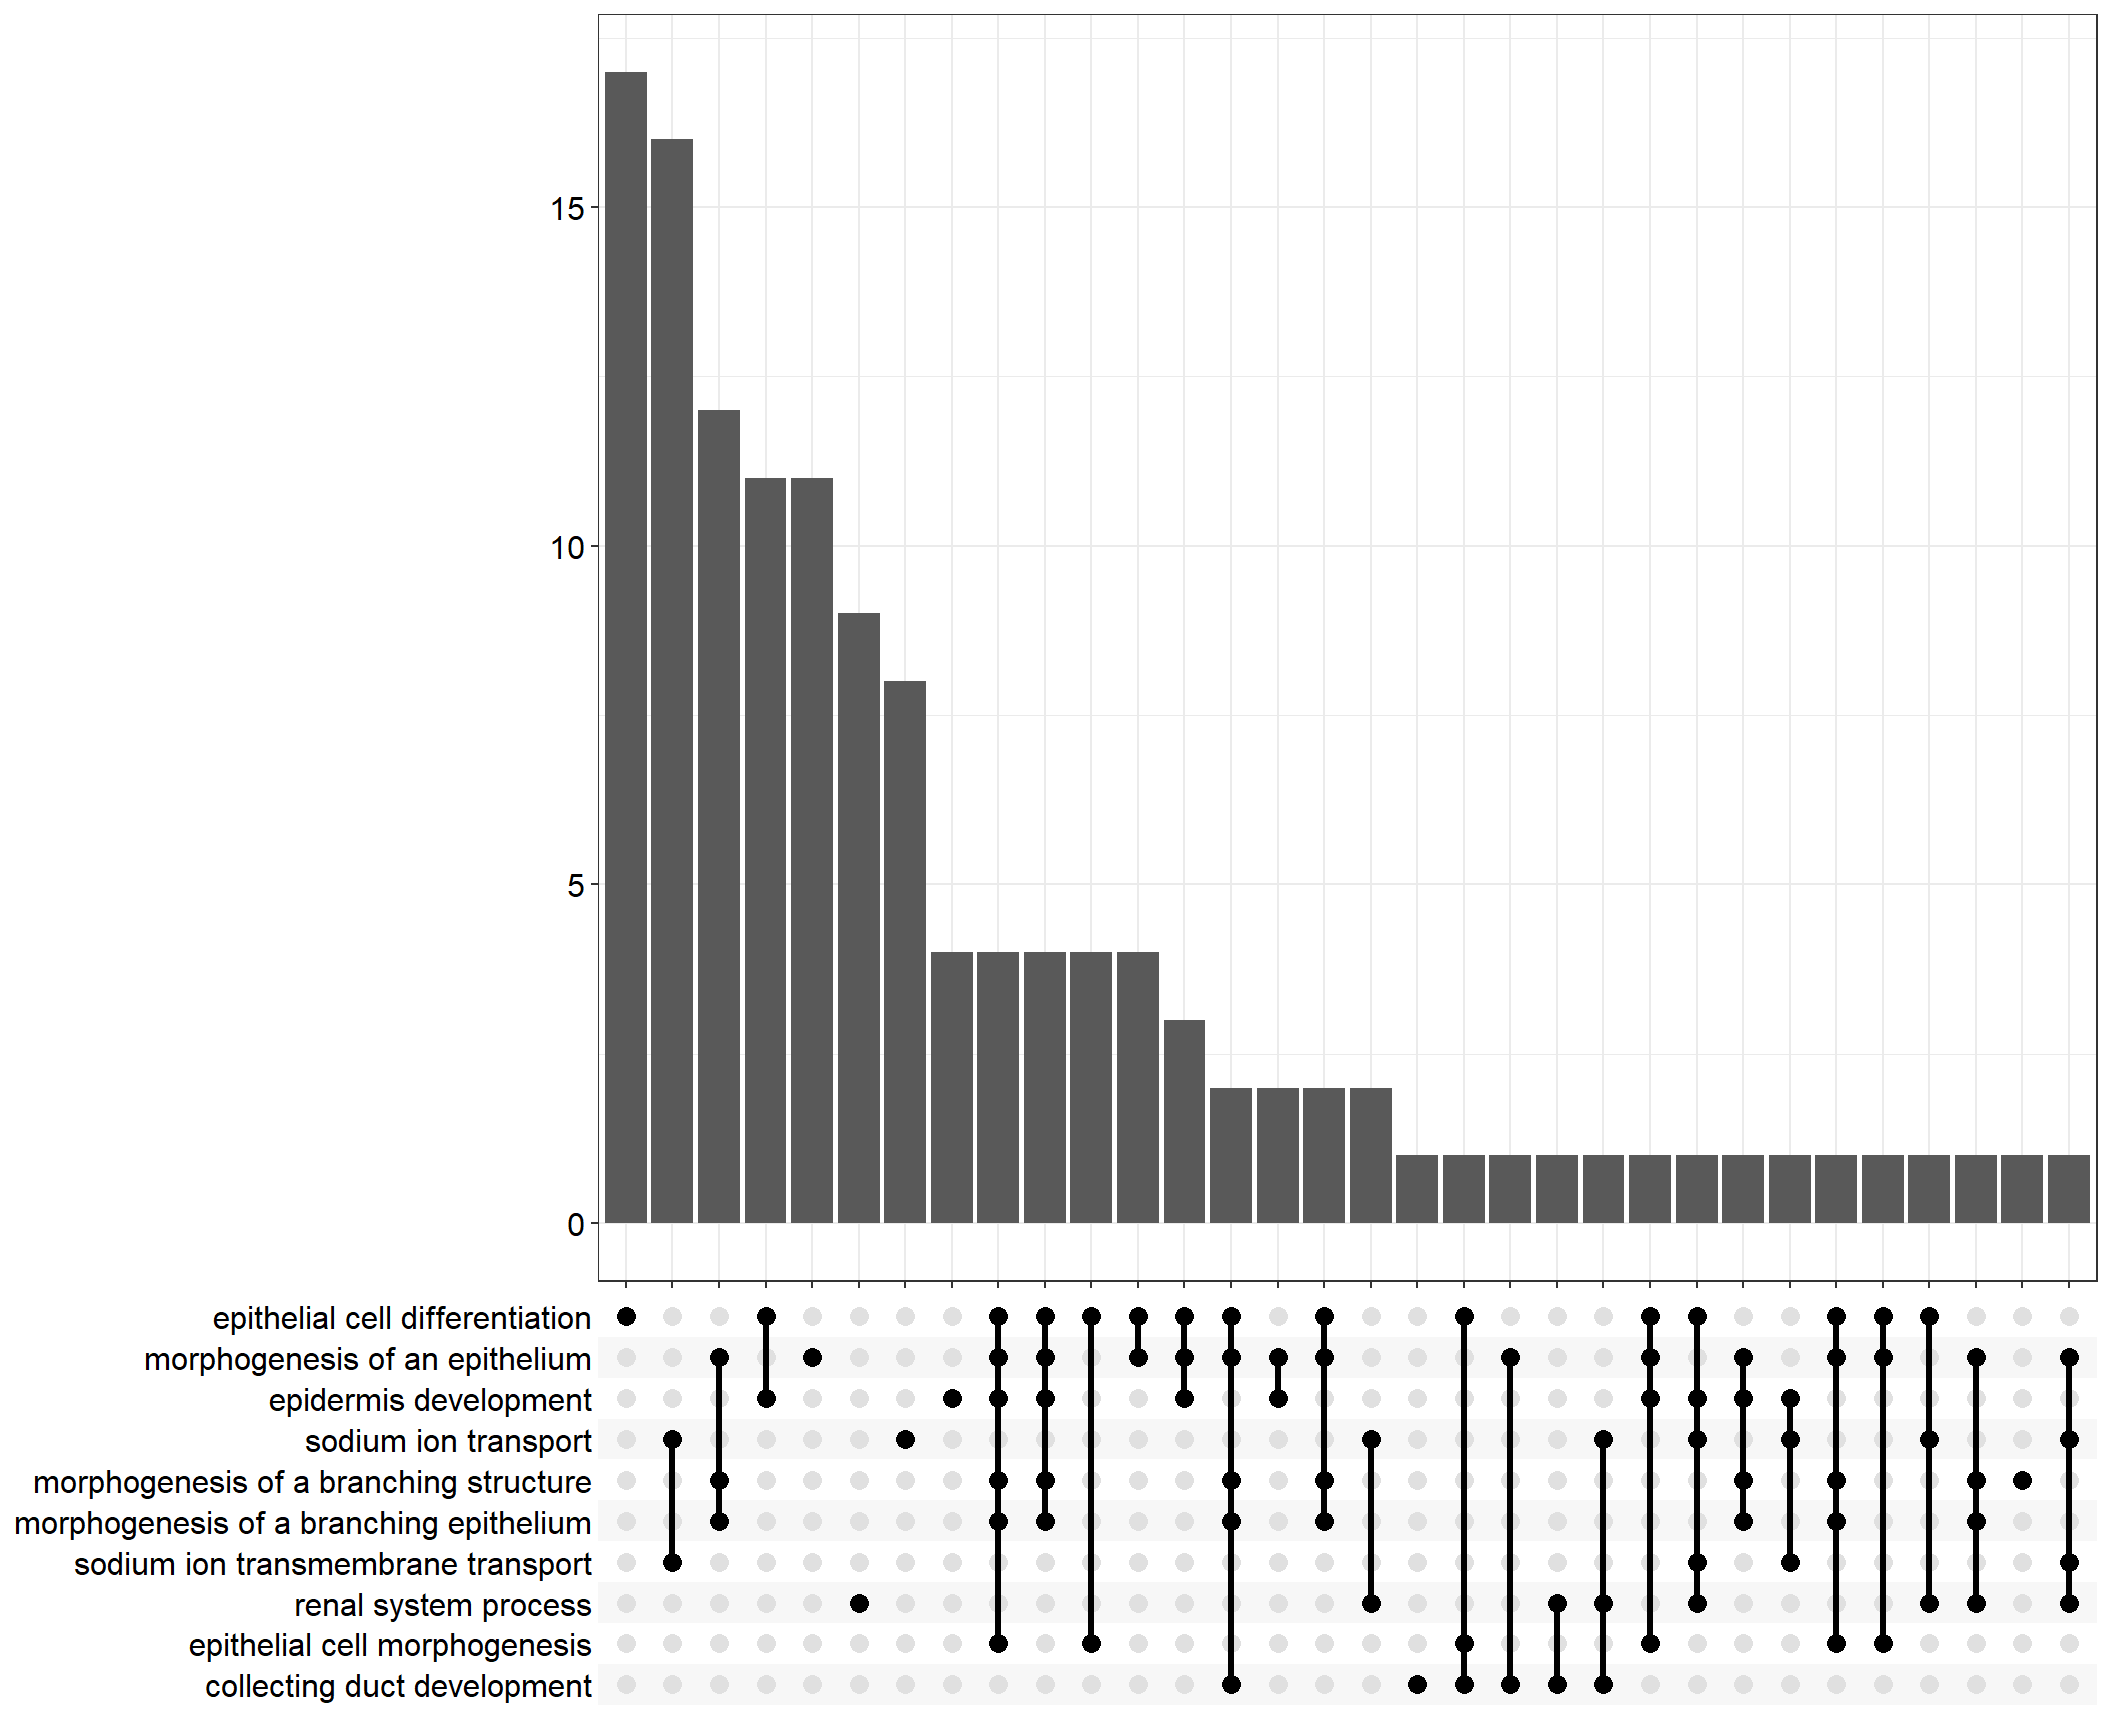 15
10
5
0
epithelial cell differentiation
morphogenesis of an epithelium
epidermis development
sodium ion transport
morphogenesis of a branching structure
morphogenesis of a branching epithelium
sodium ion transmembrane transport
renal system process
epithelial cell morphogenesis
collecting duct development